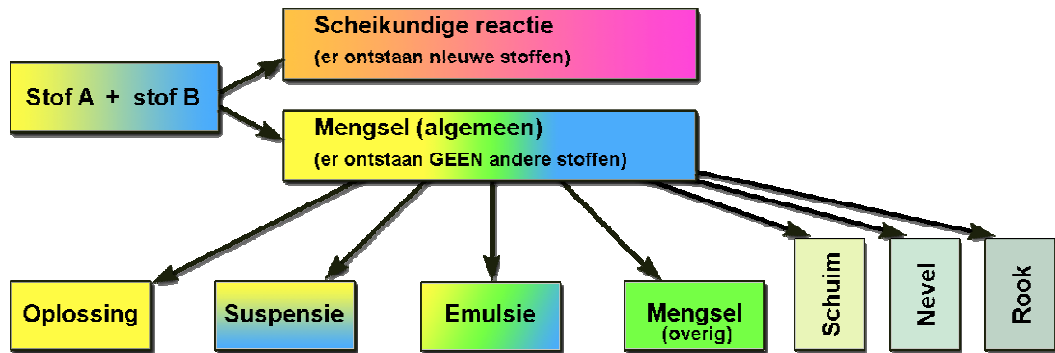 Scheikundige reactie
(er ontstaan nieuwe stoffen)
Stof A + stof B
Mengsel (algemeen)
(er ontstaan GEEN andere stoffen)
Oplossing
Suspensie
Emulsie
Mengsel
(overig)
Schuim
Nevel
Rook